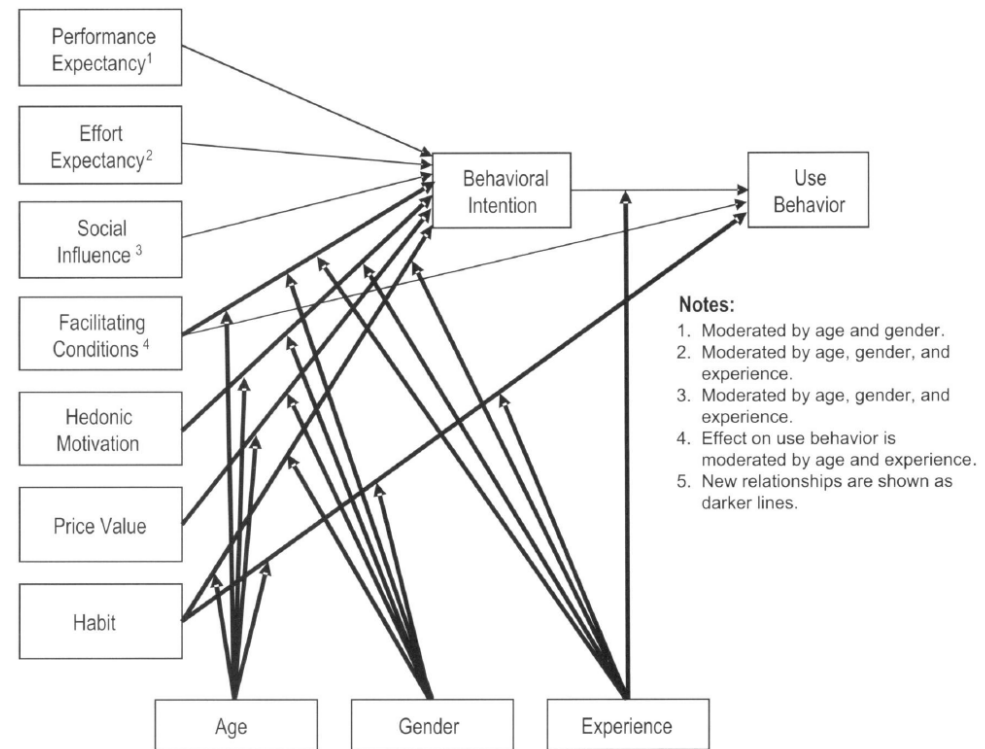 Performance
Expectancy1
Effort
Expectancy2
Social
Influence 3
Facilitating
Conditions 4
Hedonic
Motivation
Price Value
Habit
Behavioral
Intention
Use
Behavior
Notes:
1. Moderated by age and gender.
2. Moderated by age, gender, and
experience.
3. Moderated by age, gender, and
experience.
4. Effect on use behavior is
moderated by age and experience.
5. New relationships are shown as
darker lines.
Age
Gender
Experience